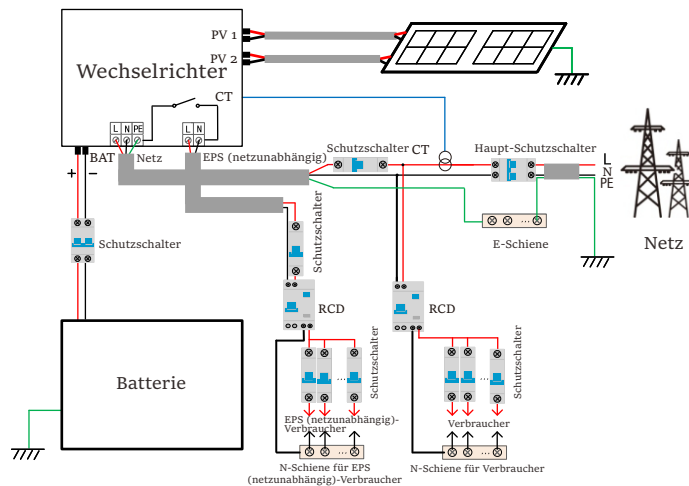 PV 1
PV 2
Wechselrichter
CT
L N PE
L N
BAT
Netz
EPS (netzunabhängig)
+ −
Schutzschalter
CT
Haupt-Schutzschalter
L
N
PE
Netz
E-Schiene
...
Schutzschalter
Schutzschalter
RCD
RCD
Schutzschalter
Schutzschalter
...
...
Batterie
EPS (netzunabhängig)-
Verbraucher
Verbraucher
...
...
N-Schiene für EPS
(netzunabhängig)-Verbraucher
N-Schiene für Verbraucher